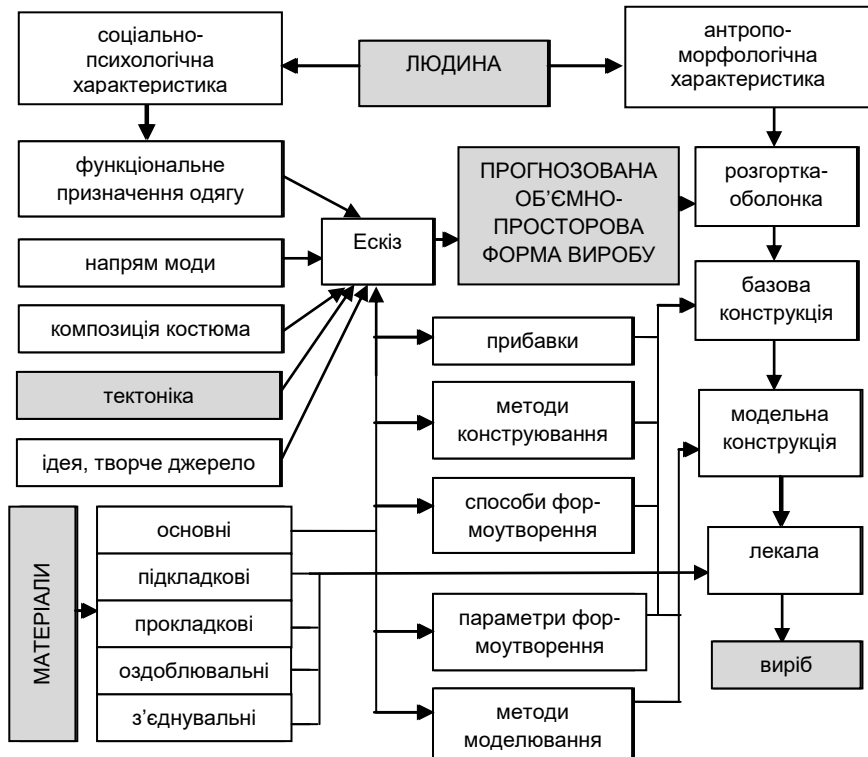 соціально-
психологічна
характеристика
ЛЮДИНА
антропо-
морфологічна
характеристика
функціональне
призначення одягу
ПРОГНОЗОВАНА
ОБ’ЄМНО-
ПРОСТОРОВА
ФОРМА ВИРОБУ
розгортка-
оболонка
Ескіз
напрям моди
базова
конструкція
композиція костюма
прибавки
тектоніка
методи
конструювання
модельна
конструкція
ідея, творче джерело
МАТЕРІАЛИ
основні
підкладкові
прокладкові
оздоблювальні
з’єднувальні
способи фор-
моутворення
лекала
параметри фор-
моутворення
виріб
методи
моделювання